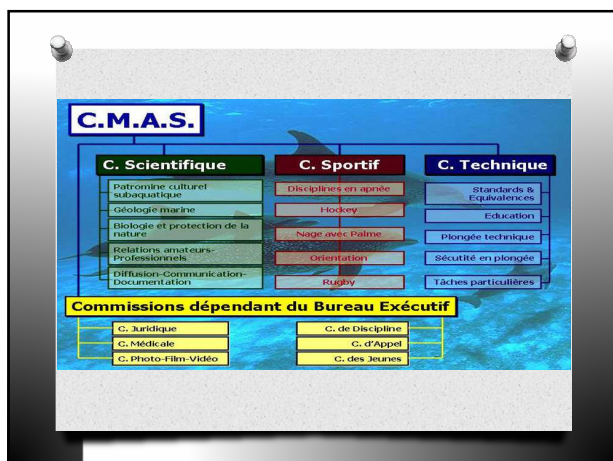 C.M.A.S.
C. Scientifique
Patromine culturel
subaquatique
Géologie marine
Biologie et protection de la
nature
Relations amateurs-
Professionnels
Diffusion-Communication-
Documentation
C. Sportif
Disciplines en apnée
Hockey
Nage avec Palme
Orientation
Rugby
C. Technique
Standards &
Equivalences
Education
Plongée technique
Sécutité en plongée
Tâches particulières
Commissions dépendant du Bureau Exécutif
C. Juridique
C. Médicale
C. Photo-Film-Vidéo
C. de Discipline
C. d'Appel
C. des Jeunes